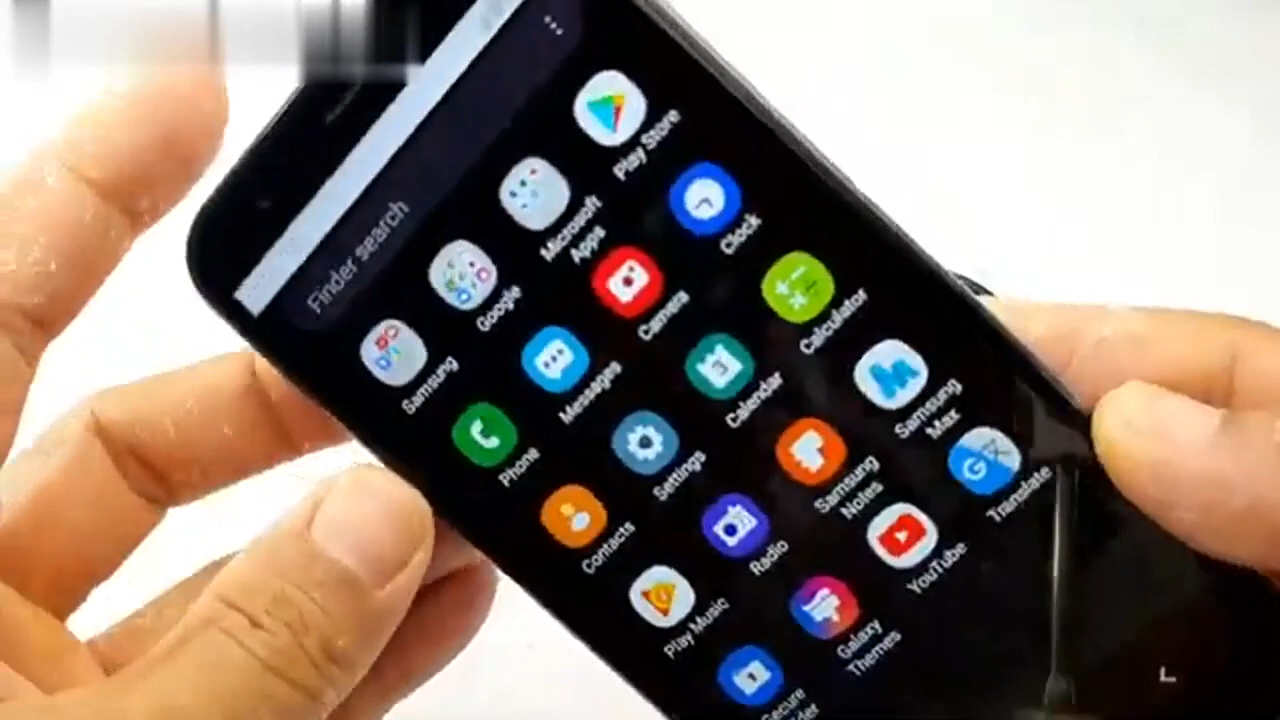 Finder search
Samsung
Google
Microsoft
Apps
Play Store
Phone
Messages
Camera
Clock
Contacts
Settings
Calendar
Calculator
Play Music
Radio
Samsung
Notes
Samsung
Max
Galaxy
Themes
YouTube
Translate